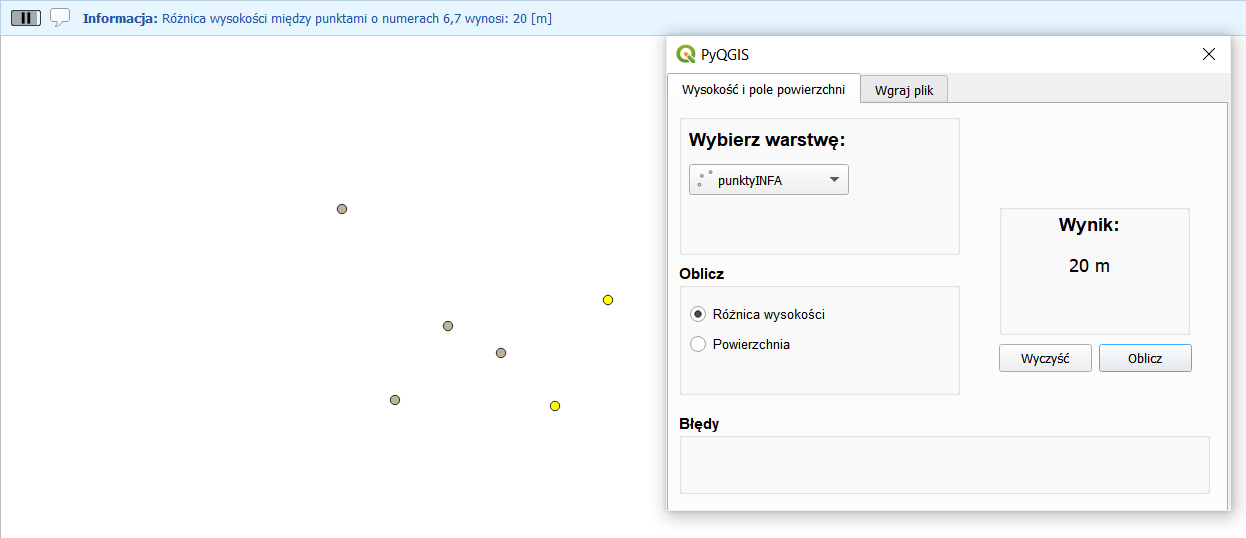 Informacja: Różnica wysokości między punktami o numerach 6,7 wynosi: 20 [m]
PyQGIS
Wysokość i pole powierzchni
Wgraj plik
Wybierz warstwę:
punktyINFA
Oblicz
Różnica wysokości
Powierzchnia
Wynik:
20 m
Wyczyść
Oblicz
Błędy